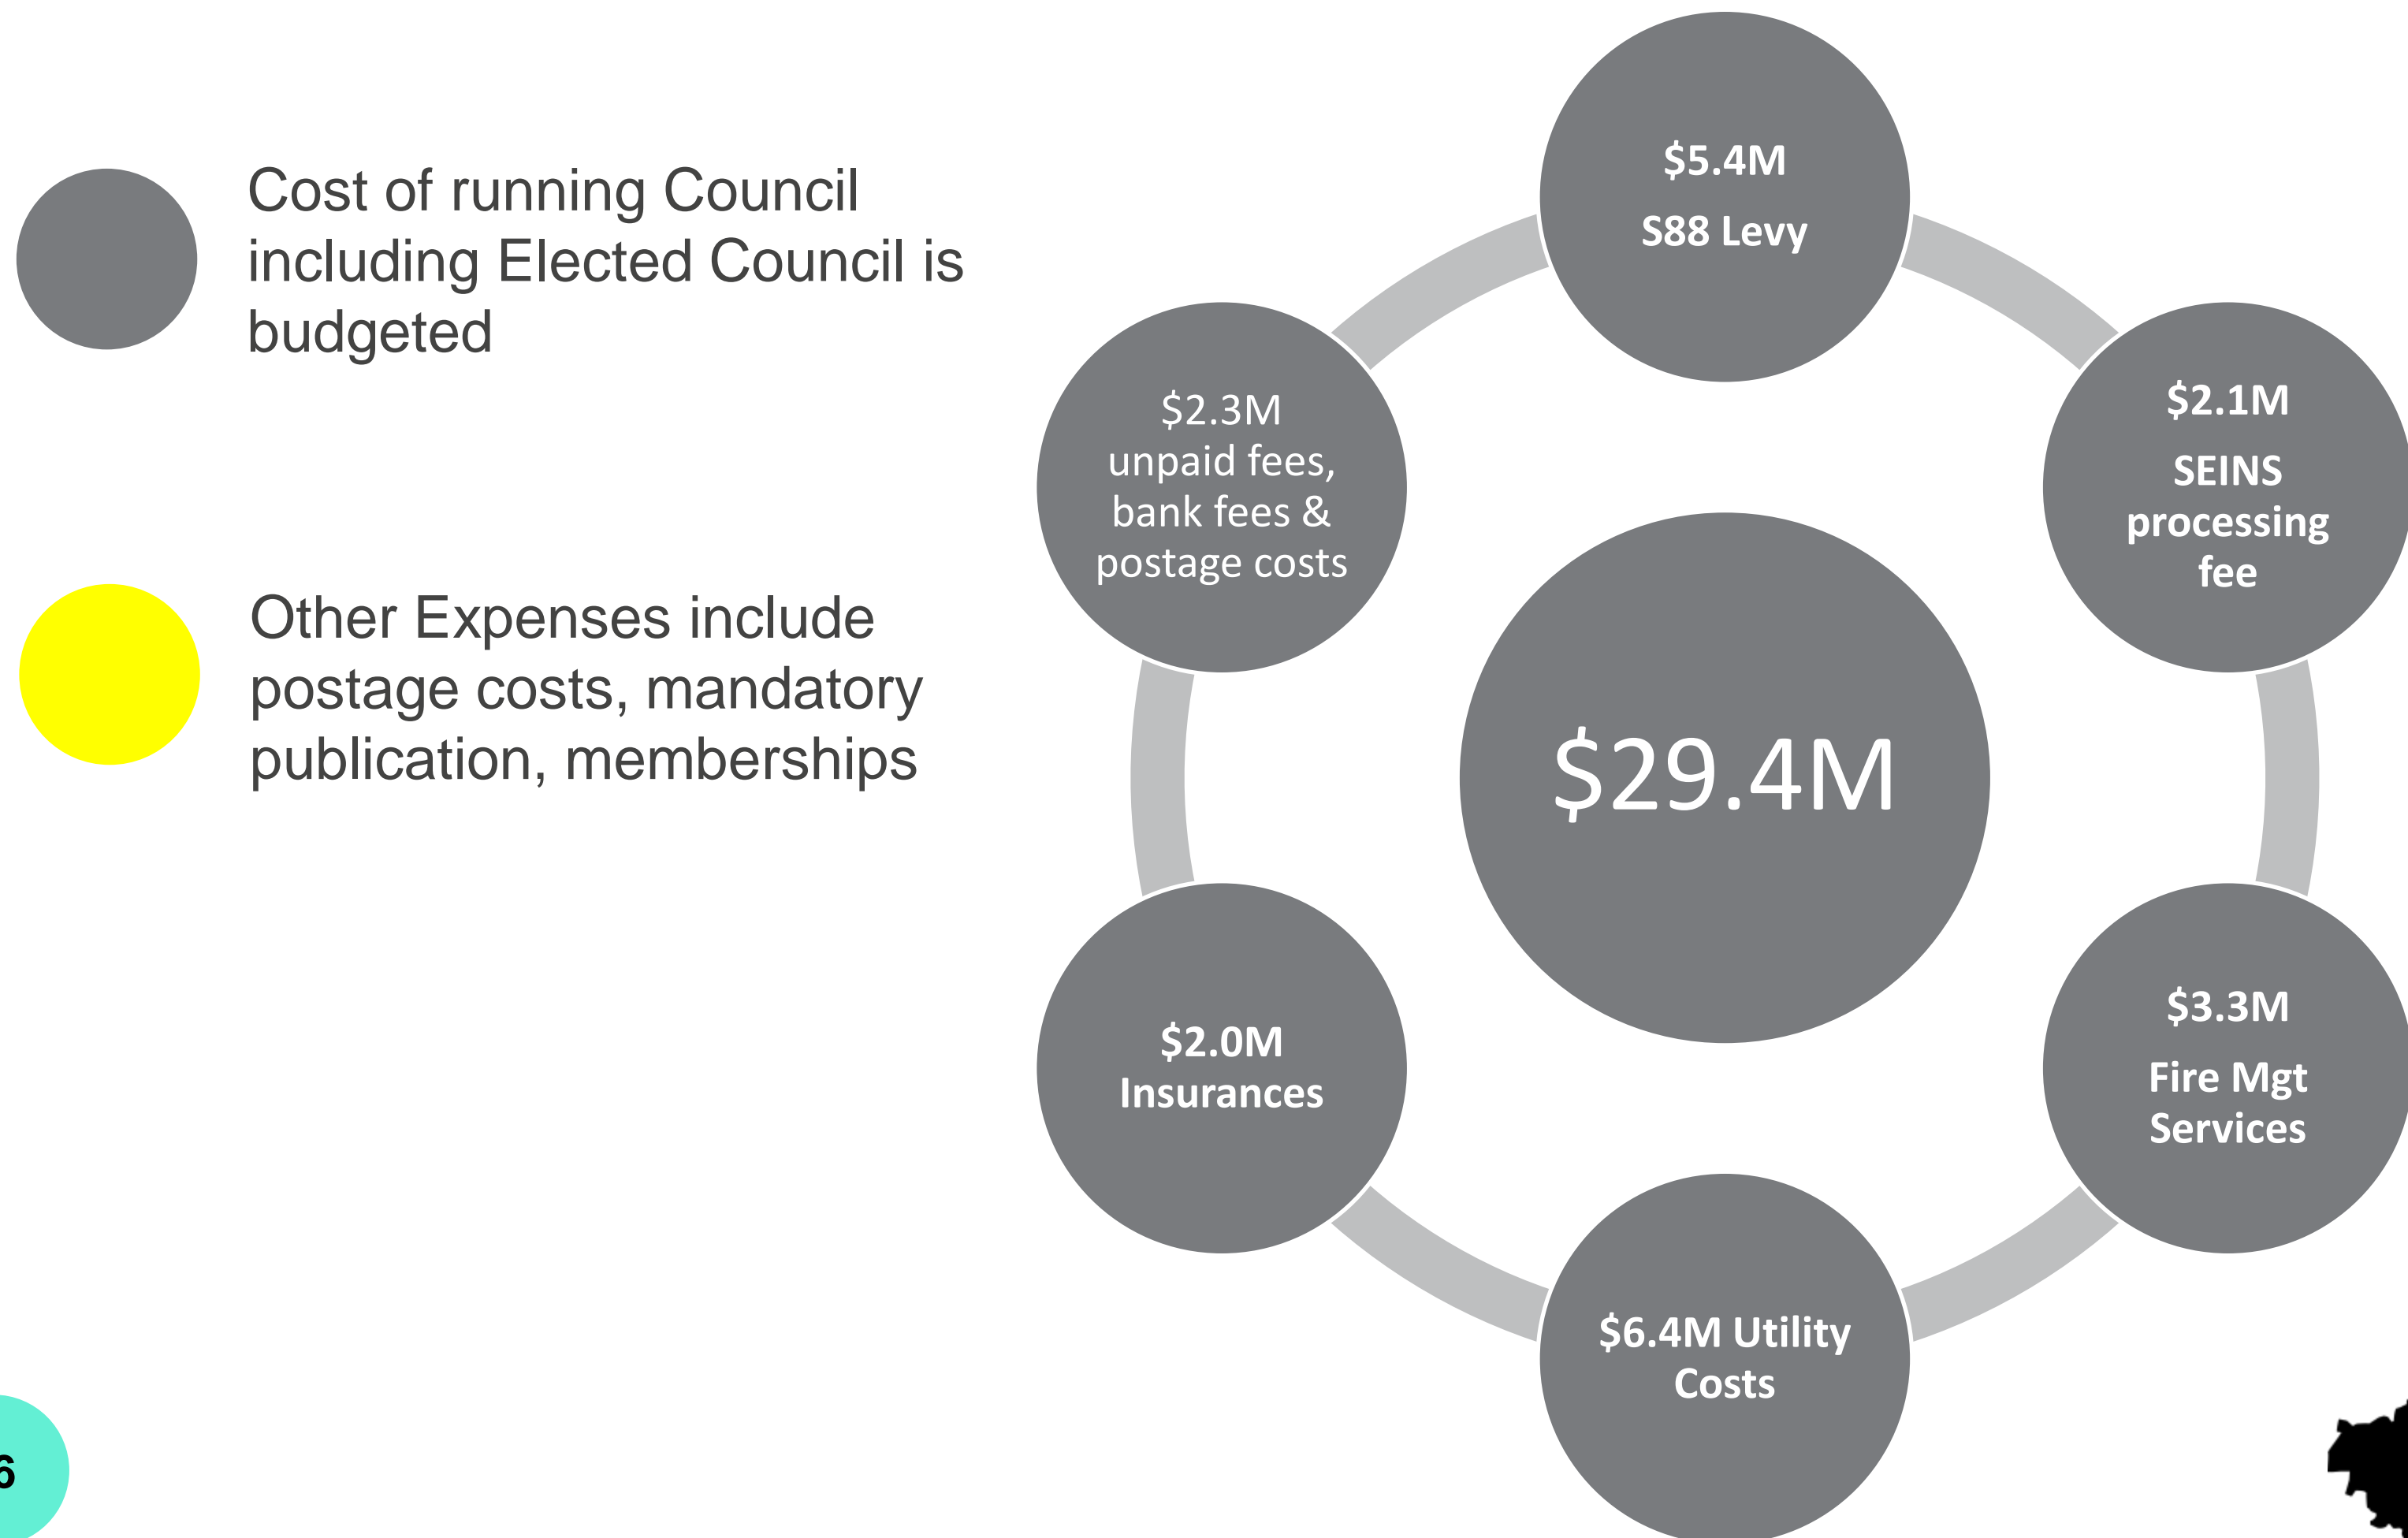 Cost of running Council
including Elected Council is
budgeted
Other Expenses include
postage costs, mandatory
publication, memberships
$5.4M
S88 Levy
$2.1M
SEINS
processing
fee
$3.3M
Fire Mgt
Services
$6.4M Utility
Costs
$2.0M
Insurances
$2.3M
unpaid fees,
bank fees &
postage costs
$29.4M